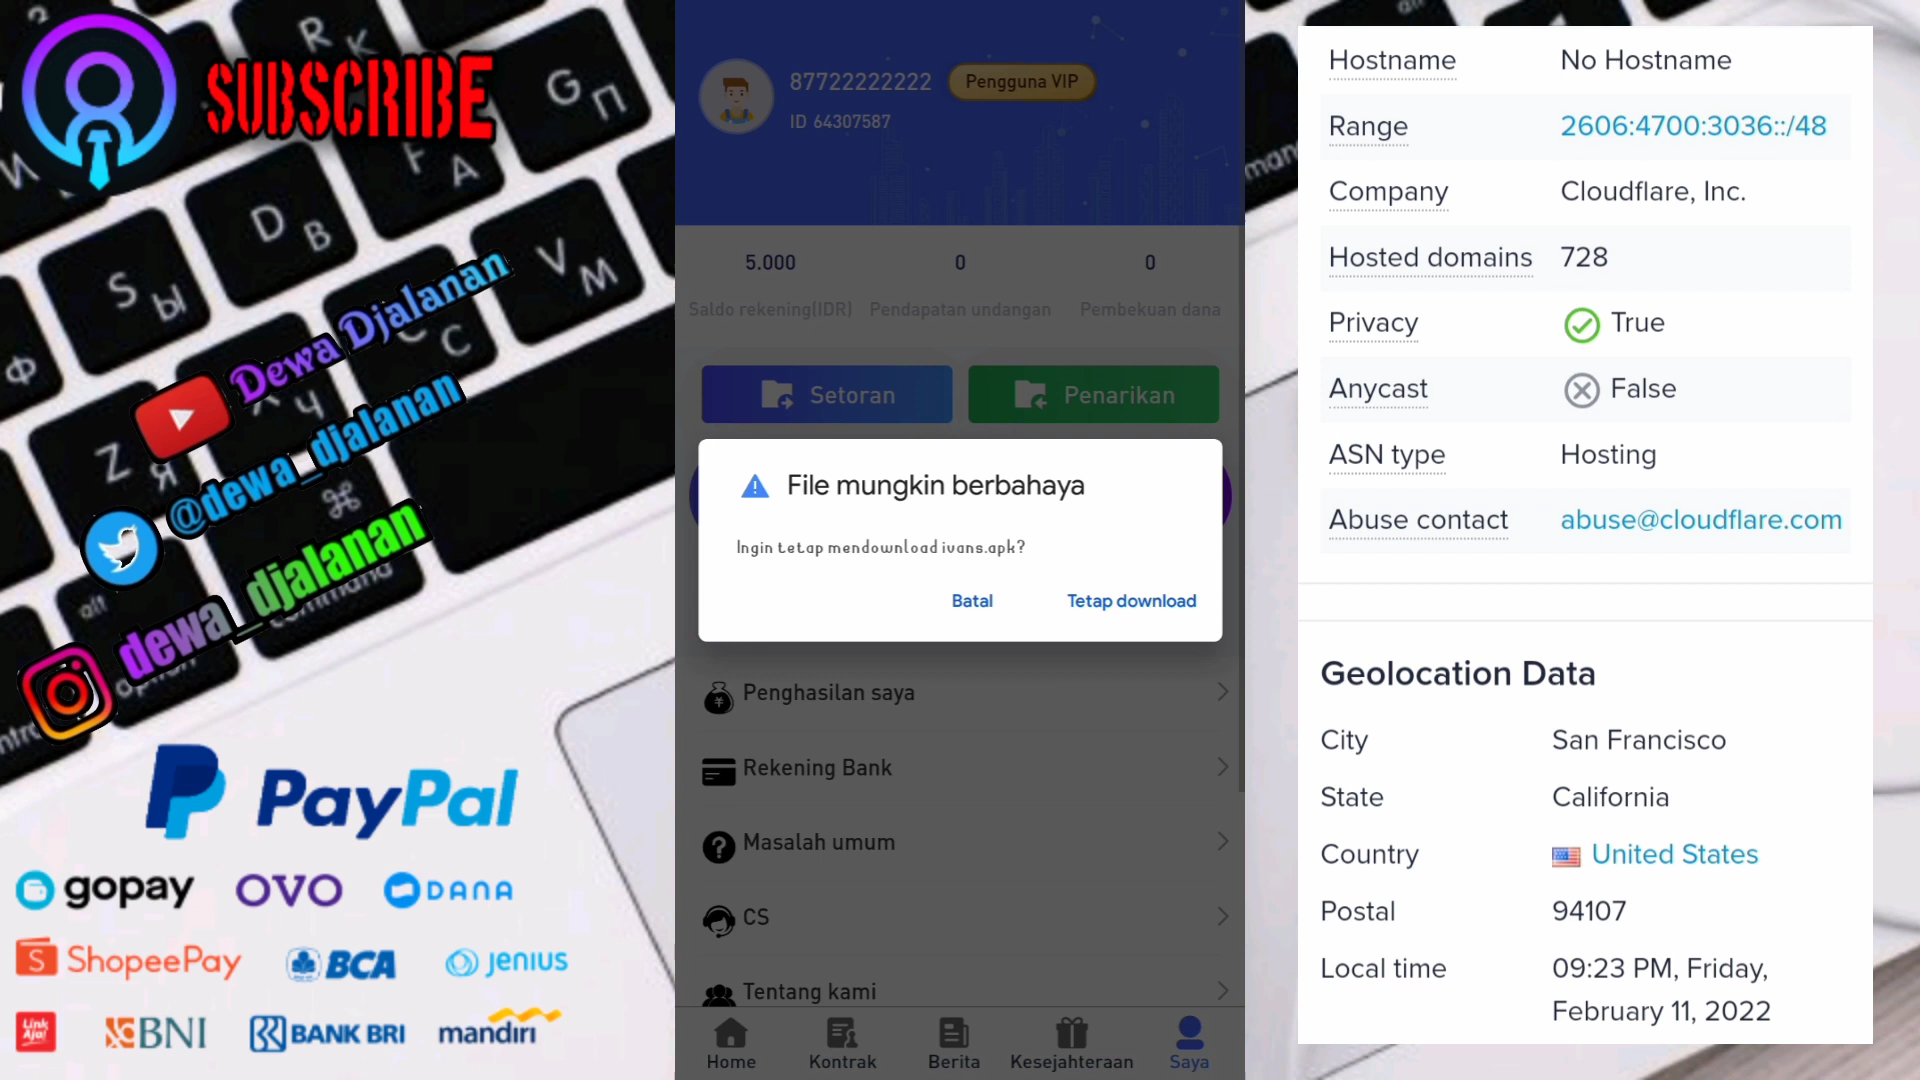 SUBSCRIBE
Dewa Djalanan
@dewa_djalanan
dewa_djalanan
PayPal
gopay OVO DANA
ShopeePay BCA Jenius
Link Aja! BNI BANK BRI mandiri
87722222222 Pengguna VIP
ID 64307587
5.000 0 0
Saldo rekening(IDR) Pendapatan undangan Pembekuan dana
Setoran Penarikan
File mungkin berbahaya
Ingin tetap mendownload ivans.apk?
Batal Tetap download
Penghasilan saya
Rekening Bank
Masalah umum
CS
Tentang kami
Home Kontrak Berita Kesejahteraan Saya
Hostname No Hostname
Range 2606:4700:3036::/48
Company Cloudflare, Inc.
Hosted domains 728
Privacy True
Anycast False
ASN type Hosting
Abuse contact abuse@cloudflare.com
Geolocation Data
City San Francisco
State California
Country United States
Postal 94107
Local time 09:23 PM, Friday,
February 11, 2022